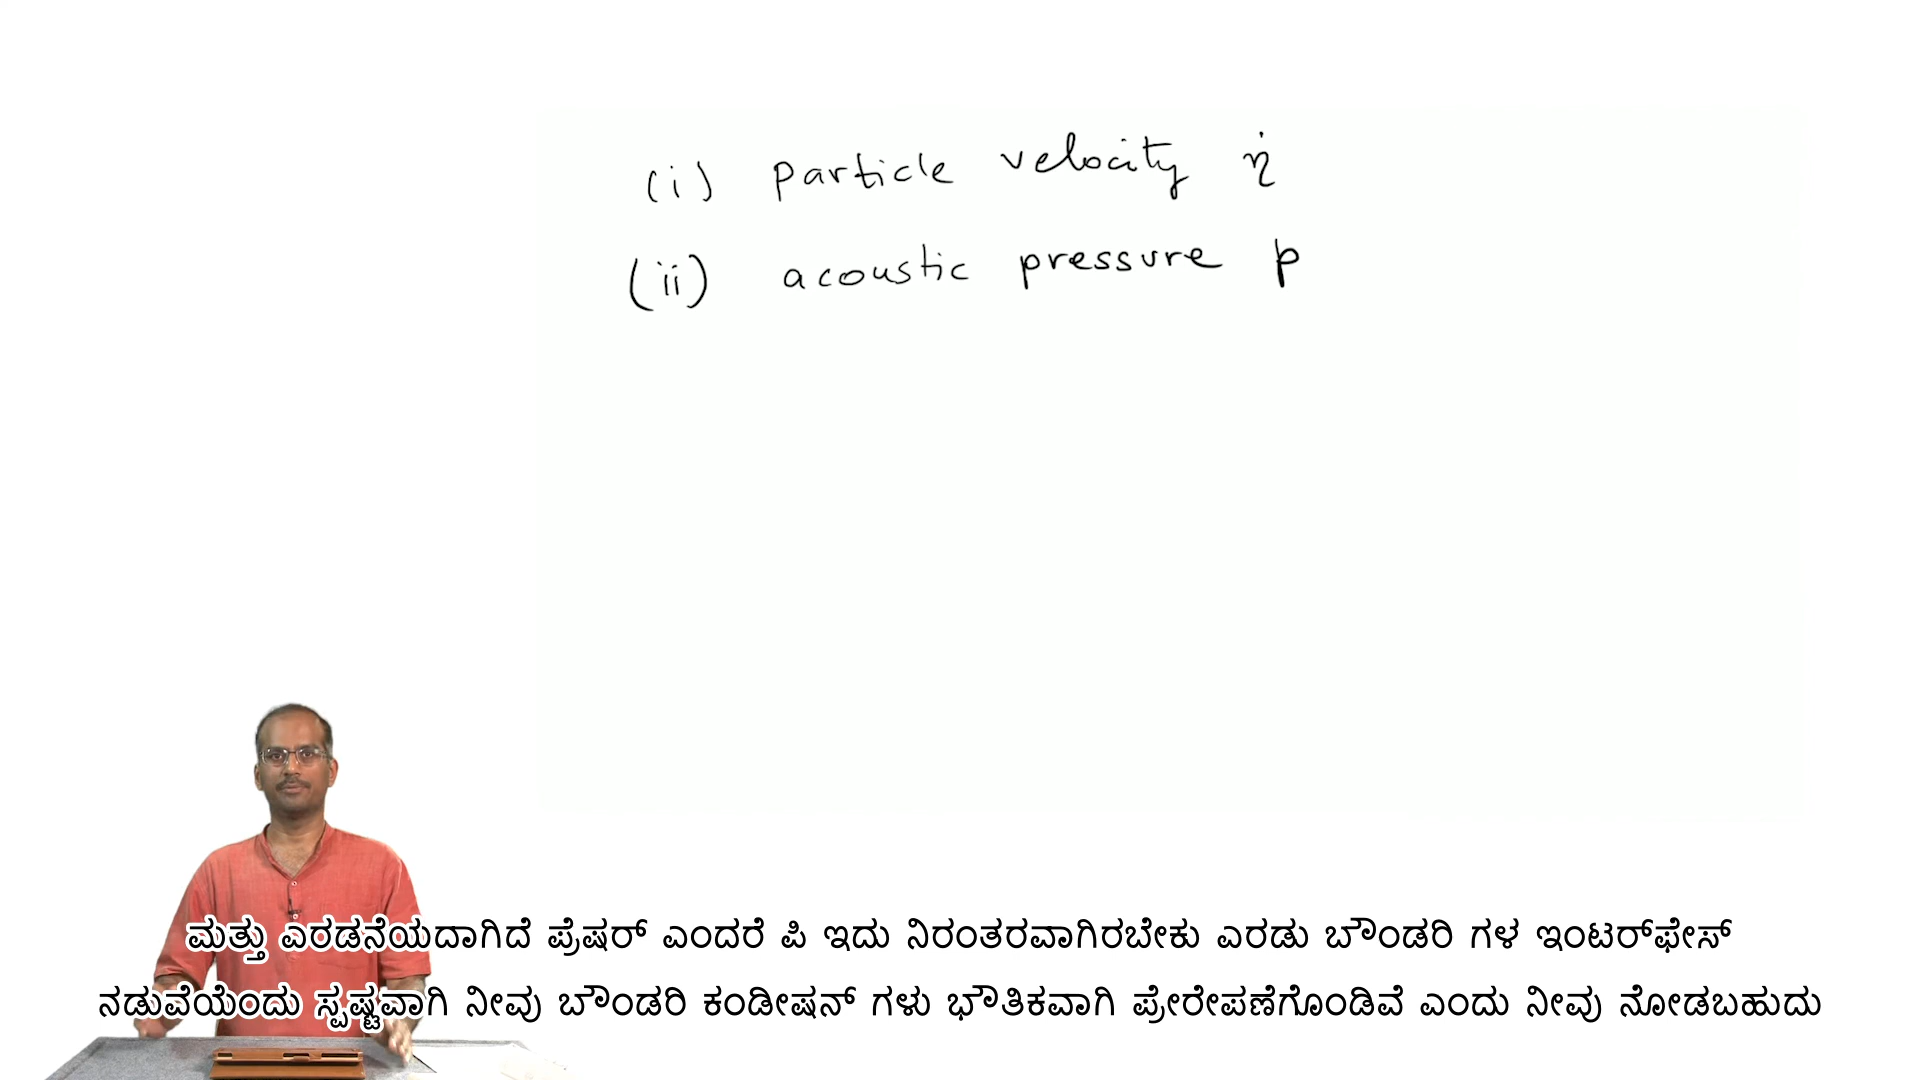 (i) particle velocity η̇
(ii) acoustic pressure p
ಮತ್ತು ಎರಡನೆಯದಾಗಿದೆ ಪ್ರೆಷರ್ ಎಂದರೆ ಪಿ ಇದು ನಿರಂತರವಾಗಿರಬೇಕು ಎರಡು ಬೌಂಡರಿ ಗಳ ಇಂಟರ್‌ಫೇಸ್
ನಡುವೆಯೆಂದು ಸ್ಪಷ್ಟವಾಗಿ ನೀವು ಬೌಂಡರಿ ಕಂಡೀಷನ್ ಗಳು ಭೌತಿಕವಾಗಿ ಪ್ರೇರೇಪಣೆಗೊಂಡಿವೆ ಎಂದು ನೀವು ನೋಡಬಹುದು